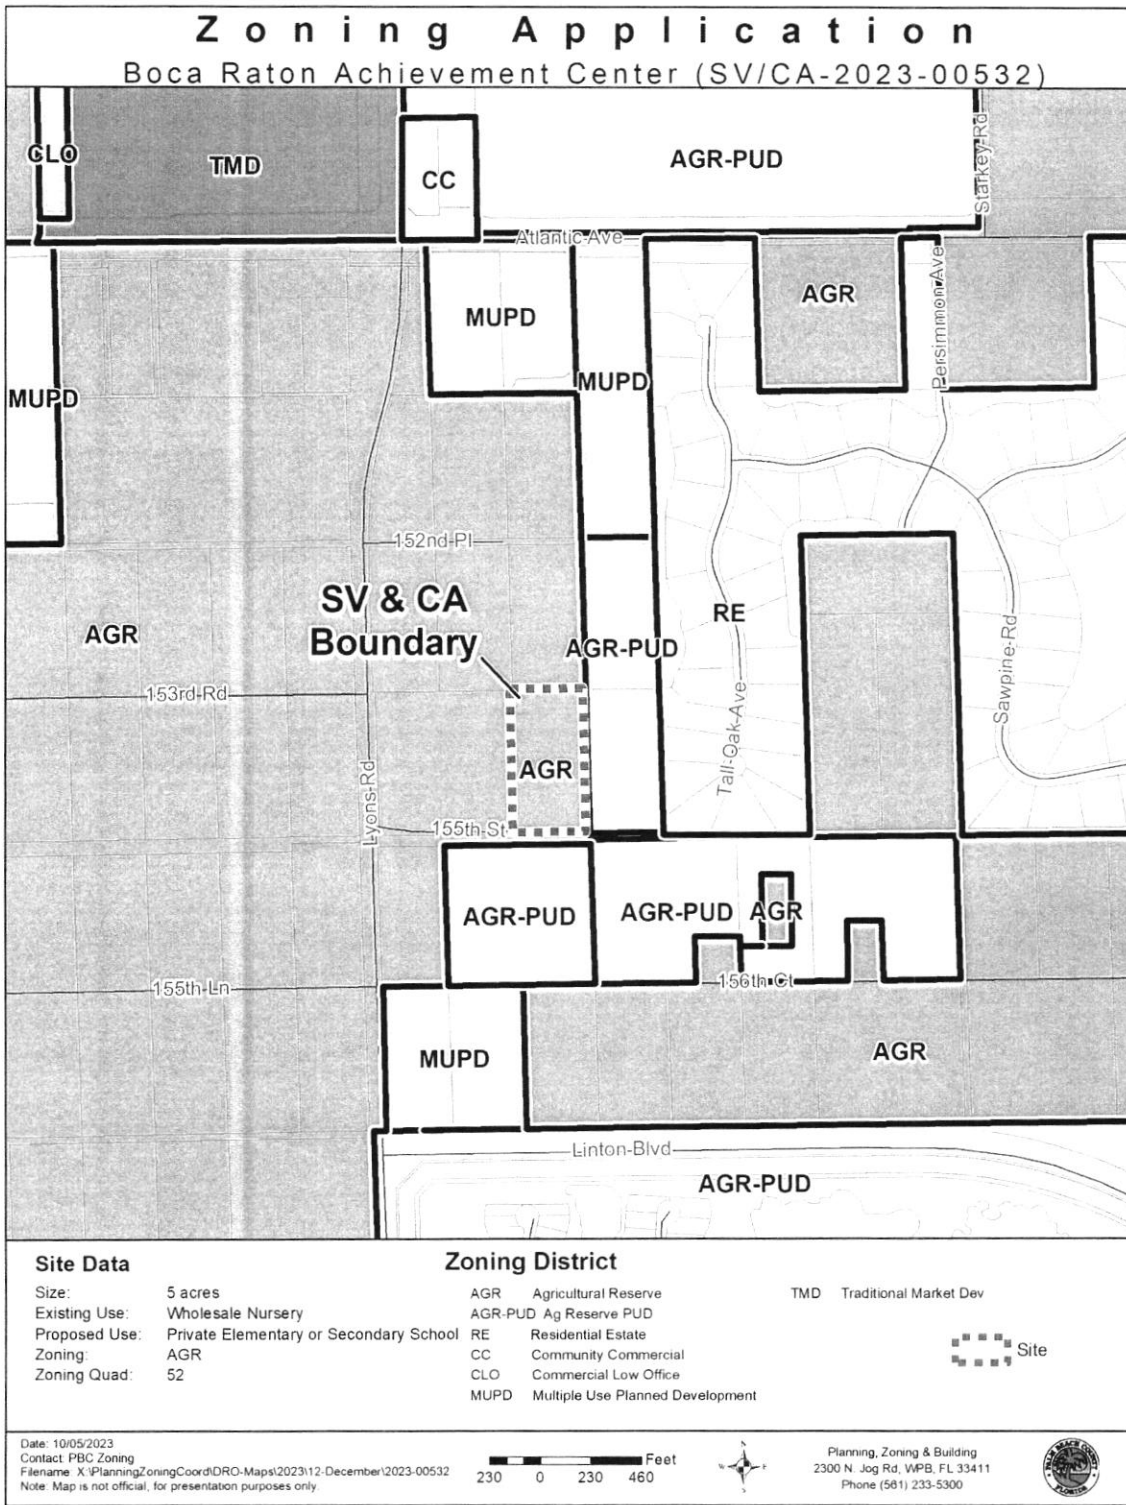 Zoning Application
Boca Raton Achievement Center (SV/CA-2023-00532)
CLO
TMD
CC
AGR-PUD
Starkey-Rd
Atlantic-Ave
MUPD
MUPD
MUPD
AGR
Persimmon-Ave
152nd-Pl
SV & CA
Boundary
AGR
153rd-Rd
AGR-PUD
RE
Sawpine-Rd
Tall-Oak-Ave
AGR
Lyons-Rd
155th-St
AGR-PUD
AGR-PUD
AGR
155th-Ln
156th-Ct
MUPD
AGR
Linton-Blvd
AGR-PUD
Site Data
Size: 5 acres
Existing Use: Wholesale Nursery
Proposed Use: Private Elementary or Secondary School
Zoning: AGR
Zoning Quad: 52
Zoning District
AGR Agricultural Reserve
AGR-PUD Ag Reserve PUD
RE Residential Estate
CC Community Commercial
CLO Commercial Low Office
MUPD Multiple Use Planned Development
TMD Traditional Market Dev
Site
Date: 10/05/2023
Contact: PBC Zoning
Filename: X:\PlanningZoningCoord\DRO-Maps\2023\12-December\2023-00532
Note: Map is not official, for presentation purposes only.
Feet
230 0 230 460
N
W E
S
Planning, Zoning & Building
2300 N. Jog Rd, WPB, FL 33411
Phone (561) 233-5300
PALM BEACH COUNTY
FLORIDA